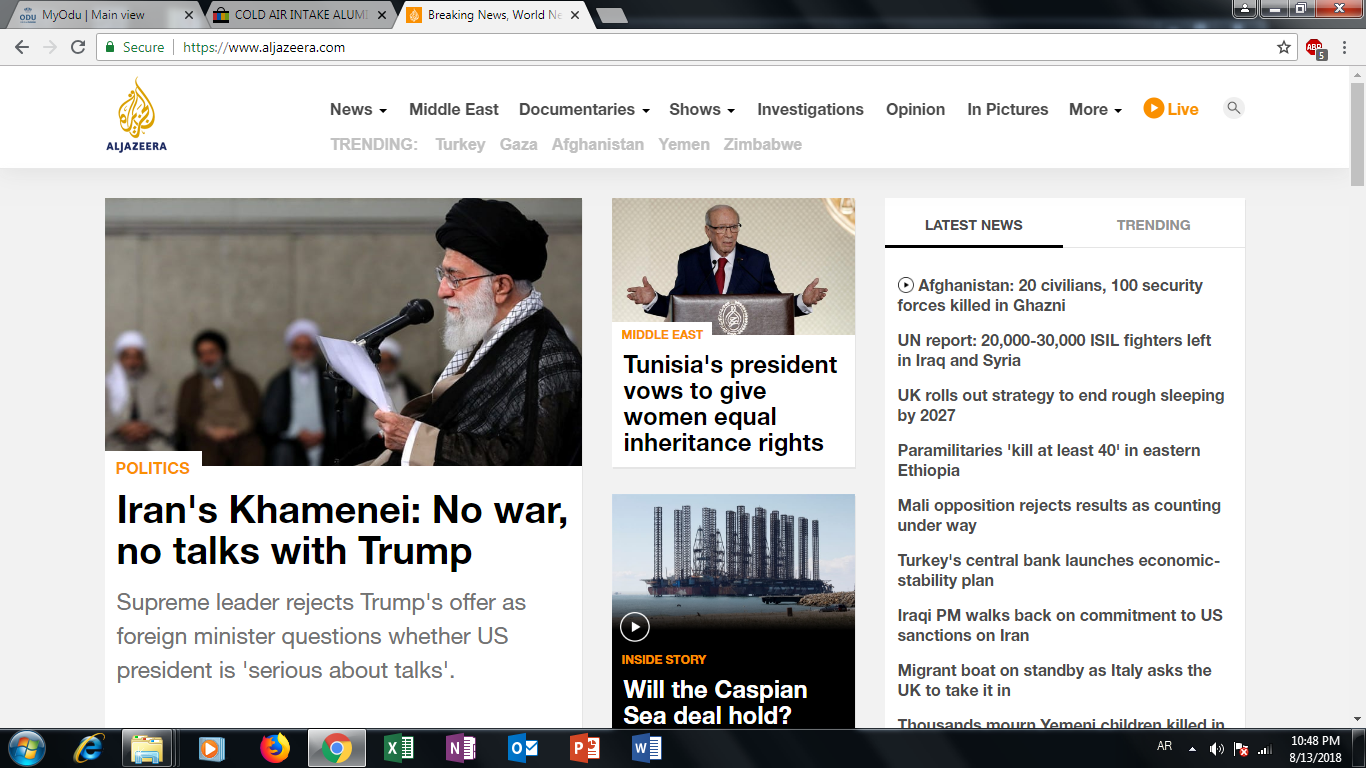 ODU MyOdu | Main view
COLD AIR INTAKE ALUMI
Breaking News, World Ne
Secure
https://www.aljazeera.com
ABP
5
ALJAZEERA
News Middle East Documentaries Shows Investigations Opinion In Pictures More Live
TRENDING: Turkey Gaza Afghanistan Yemen Zimbabwe
POLITICS
Iran's Khamenei: No war,
no talks with Trump
Supreme leader rejects Trump's offer as
foreign minister questions whether US
president is 'serious about talks'.
MIDDLE EAST
Tunisia's president
vows to give
women equal
inheritance rights
INSIDE STORY
Will the Caspian
Sea deal hold?
LATEST NEWS TRENDING
Afghanistan: 20 civilians, 100 security
forces killed in Ghazni
UN report: 20,000-30,000 ISIL fighters left
in Iraq and Syria
UK rolls out strategy to end rough sleeping
by 2027
Paramilitaries 'kill at least 40' in eastern
Ethiopia
Mali opposition rejects results as counting
under way
Turkey's central bank launches economic-
stability plan
Iraqi PM walks back on commitment to US
sanctions on Iran
Migrant boat on standby as Italy asks the
UK to take it in
Thousands mourn Yemeni children killed in
AR
10:48 PM
8/13/2018